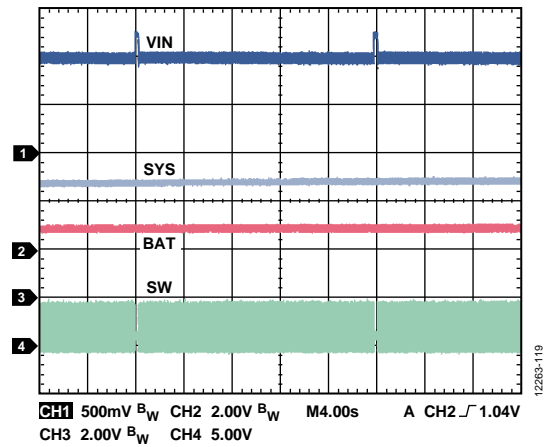 VIN
1
SYS
2
BAT
3
SW
4
12263-119
CH1 500mV BW CH2 2.00V BW M4.00s A CH2 1.04V
CH3 2.00V BW CH4 5.00V